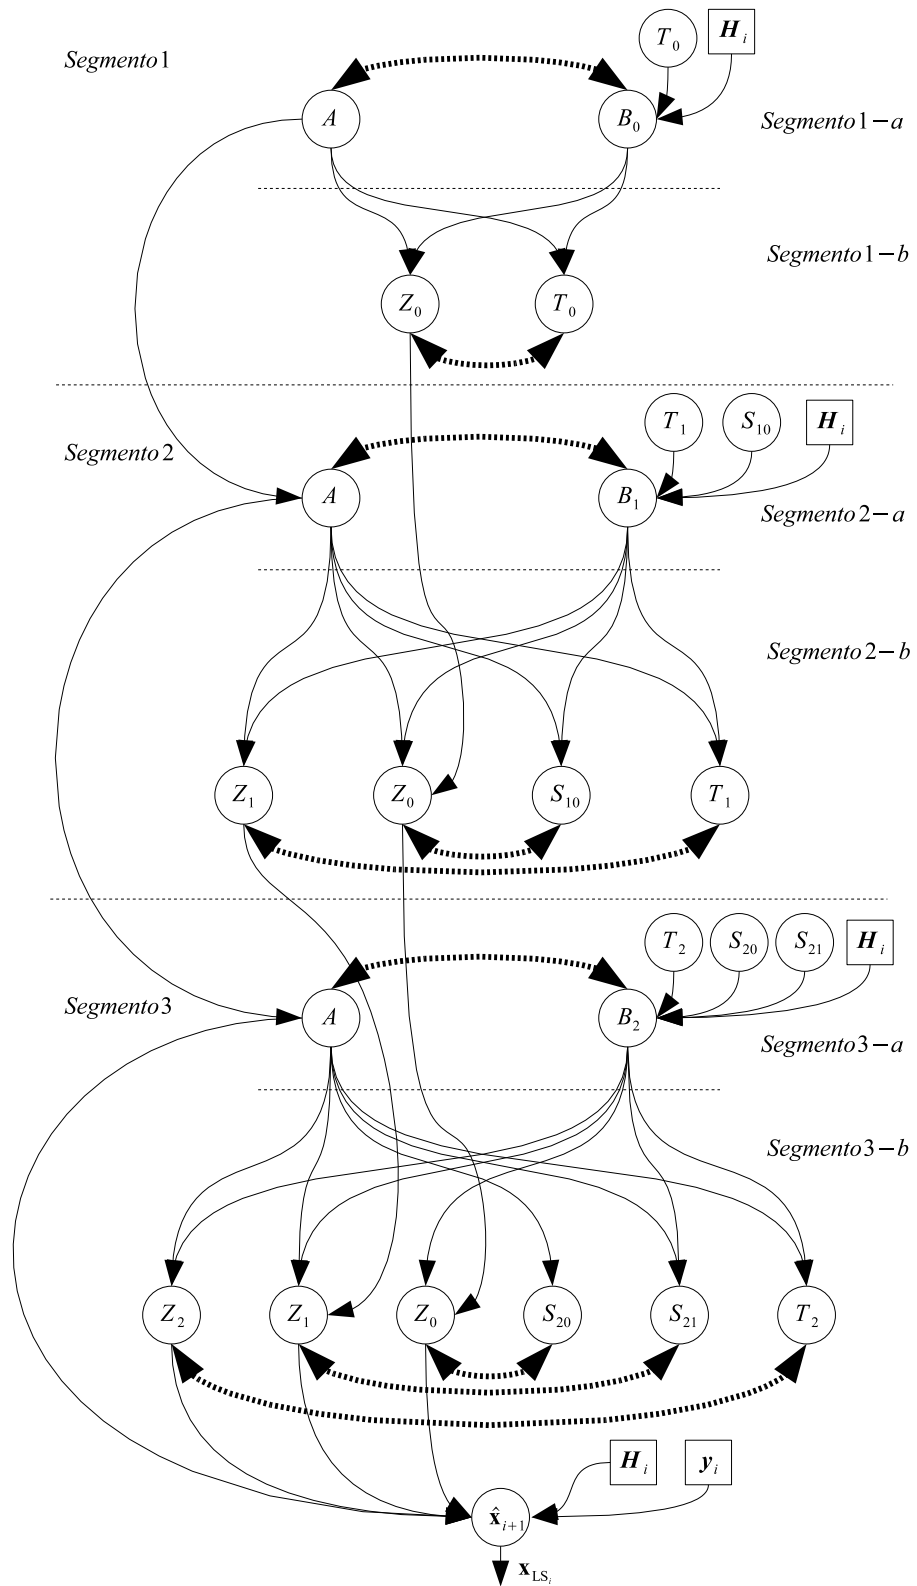 Segmento 1
T₀
Hᵢ
A
B₀
Segmento 1−a
Segmento 1−b
Z₀
T₀
T₁
S₁₀
Hᵢ
Segmento 2
A
B₁
Segmento 2−a
Segmento 2−b
Z₁
Z₀
S₁₀
T₁
T₂
S₂₀
S₂₁
Hᵢ
Segmento 3
A
B₂
Segmento 3−a
Segmento 3−b
Z₂
Z₁
Z₀
S₂₀
S₂₁
T₂
Hᵢ
yᵢ
x̂ᵢ₊₁
x_LSᵢ